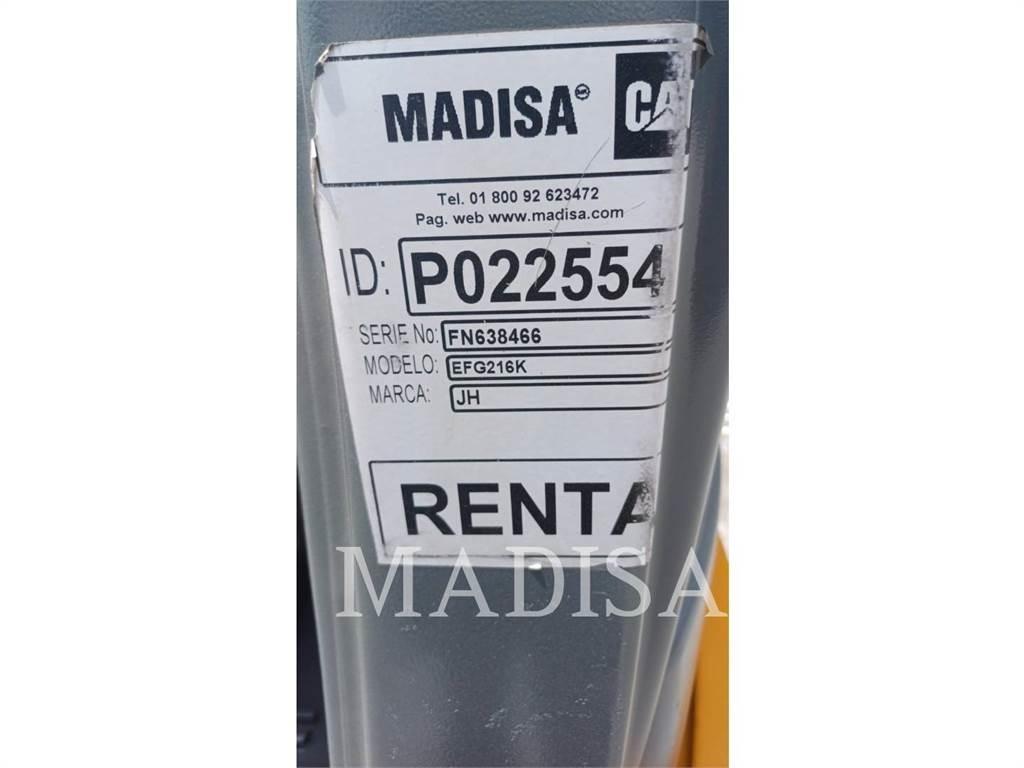 MADISA CAT
Tel. 01 800 92 623472
Pag. web www.madisa.com
ID: P022554
SERIE No: FN638466
MODELO: EFG216K
MARCA: JH
RENTA
MADISA